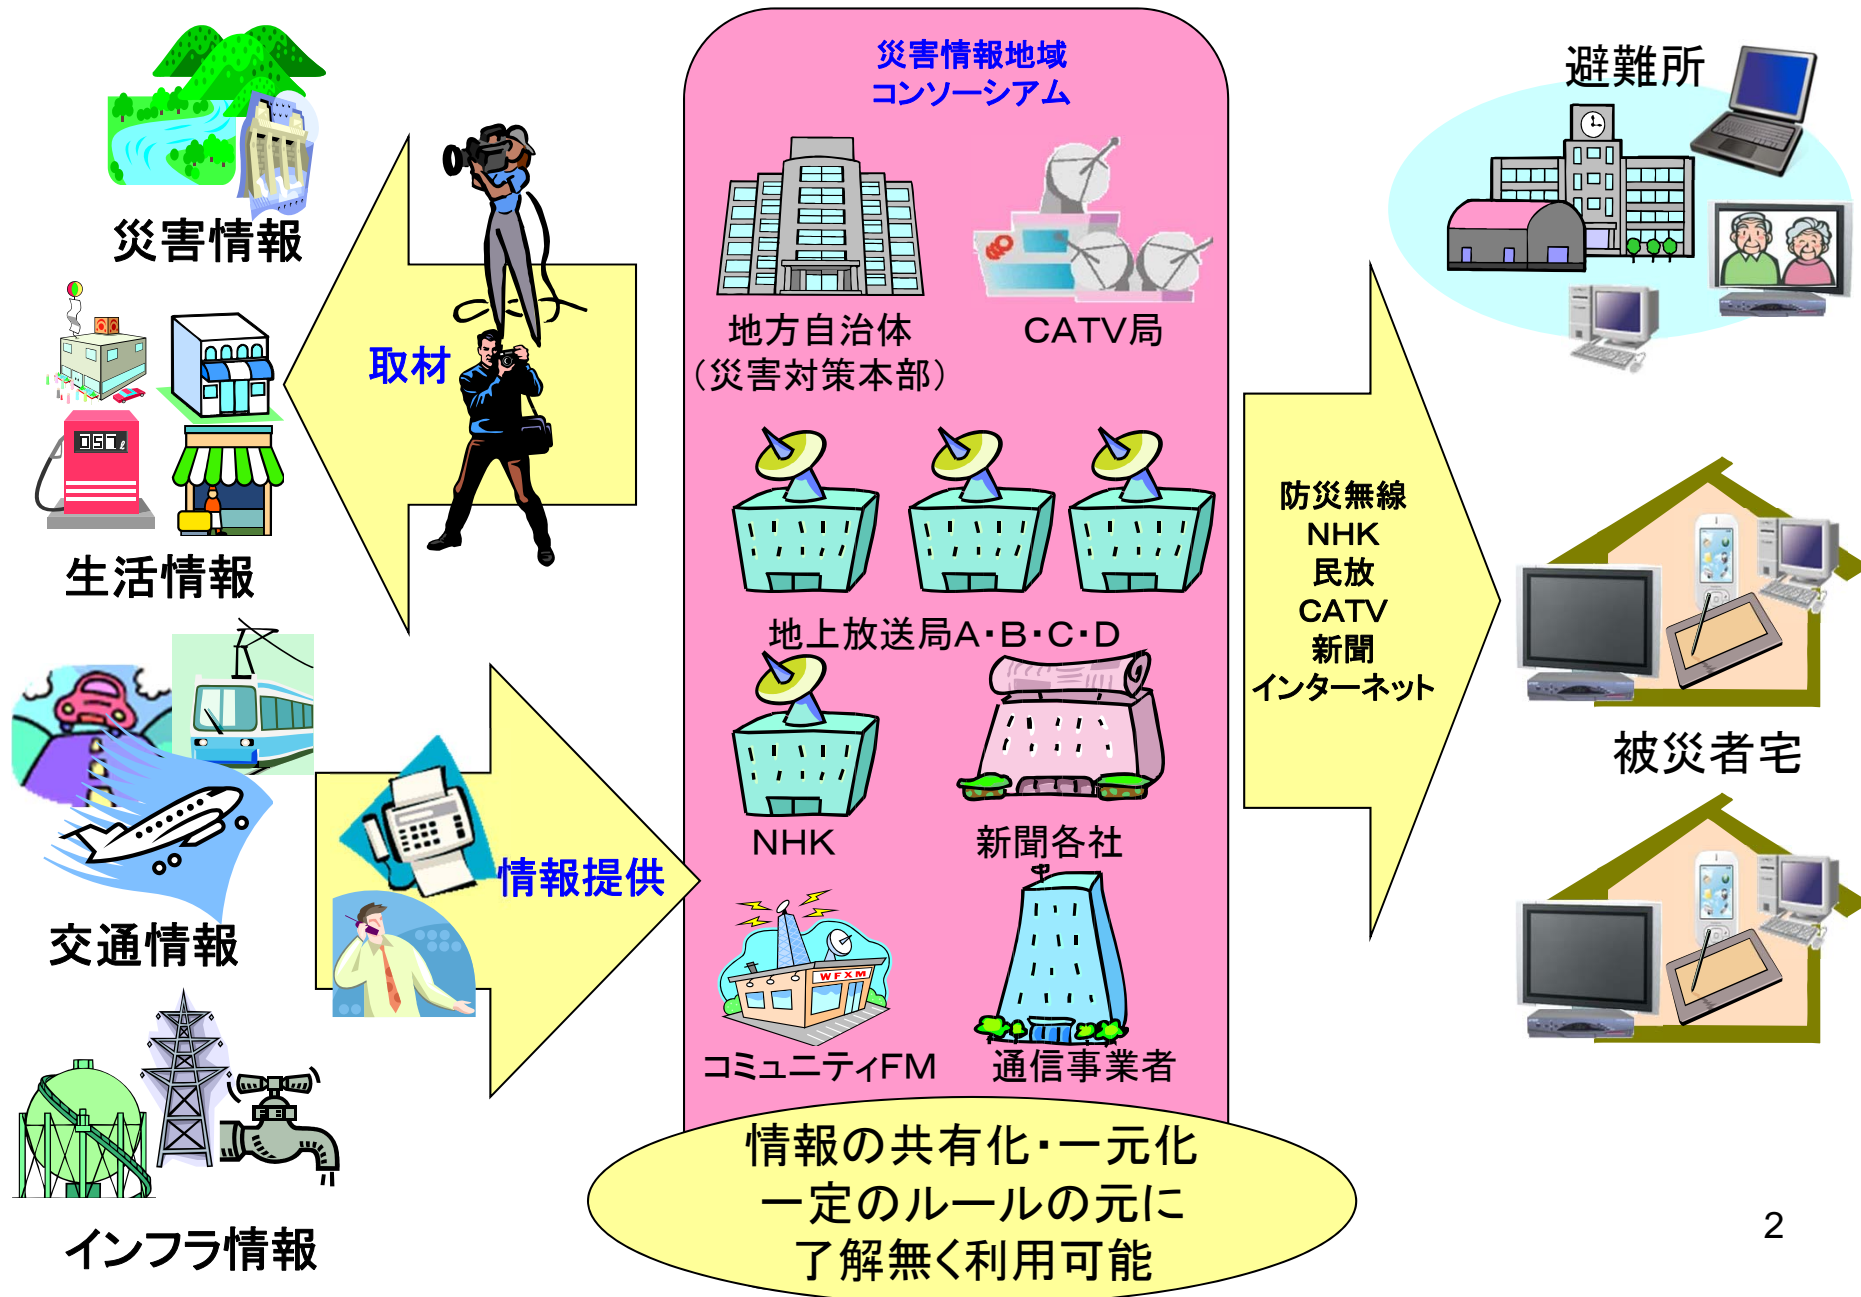 災害情報
生活情報
交通情報
インフラ情報
取材
情報提供
災害情報地域
コンソーシアム
地方自治体
（災害対策本部）
CATV局
地上放送局A・B・C・D
NHK
新聞各社
WFXM
コミュニティFM
通信事業者
情報の共有化・一元化
一定のルールの元に
了解無く利用可能
防災無線
NHK
民放
CATV
新聞
インターネット
避難所
被災者宅
2